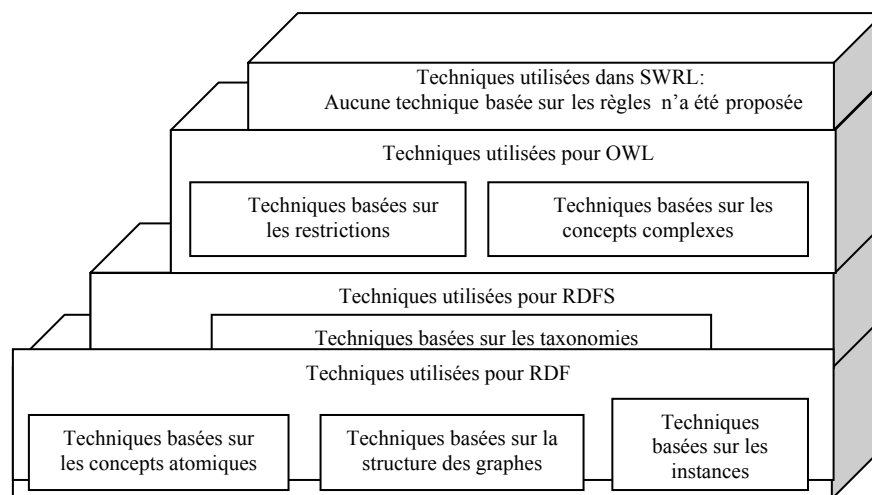 Techniques utilisées dans SWRL:
Aucune technique basée sur les règles n'a été proposée
Techniques utilisées pour OWL
Techniques basées sur
les restrictions
Techniques basées sur les
concepts complexes
Techniques utilisées pour RDFS
Techniques basées sur les taxonomies
Techniques utilisées pour RDF
Techniques basées sur
les concepts atomiques
Techniques basées sur la
structure des graphes
Techniques
basées sur les
instances